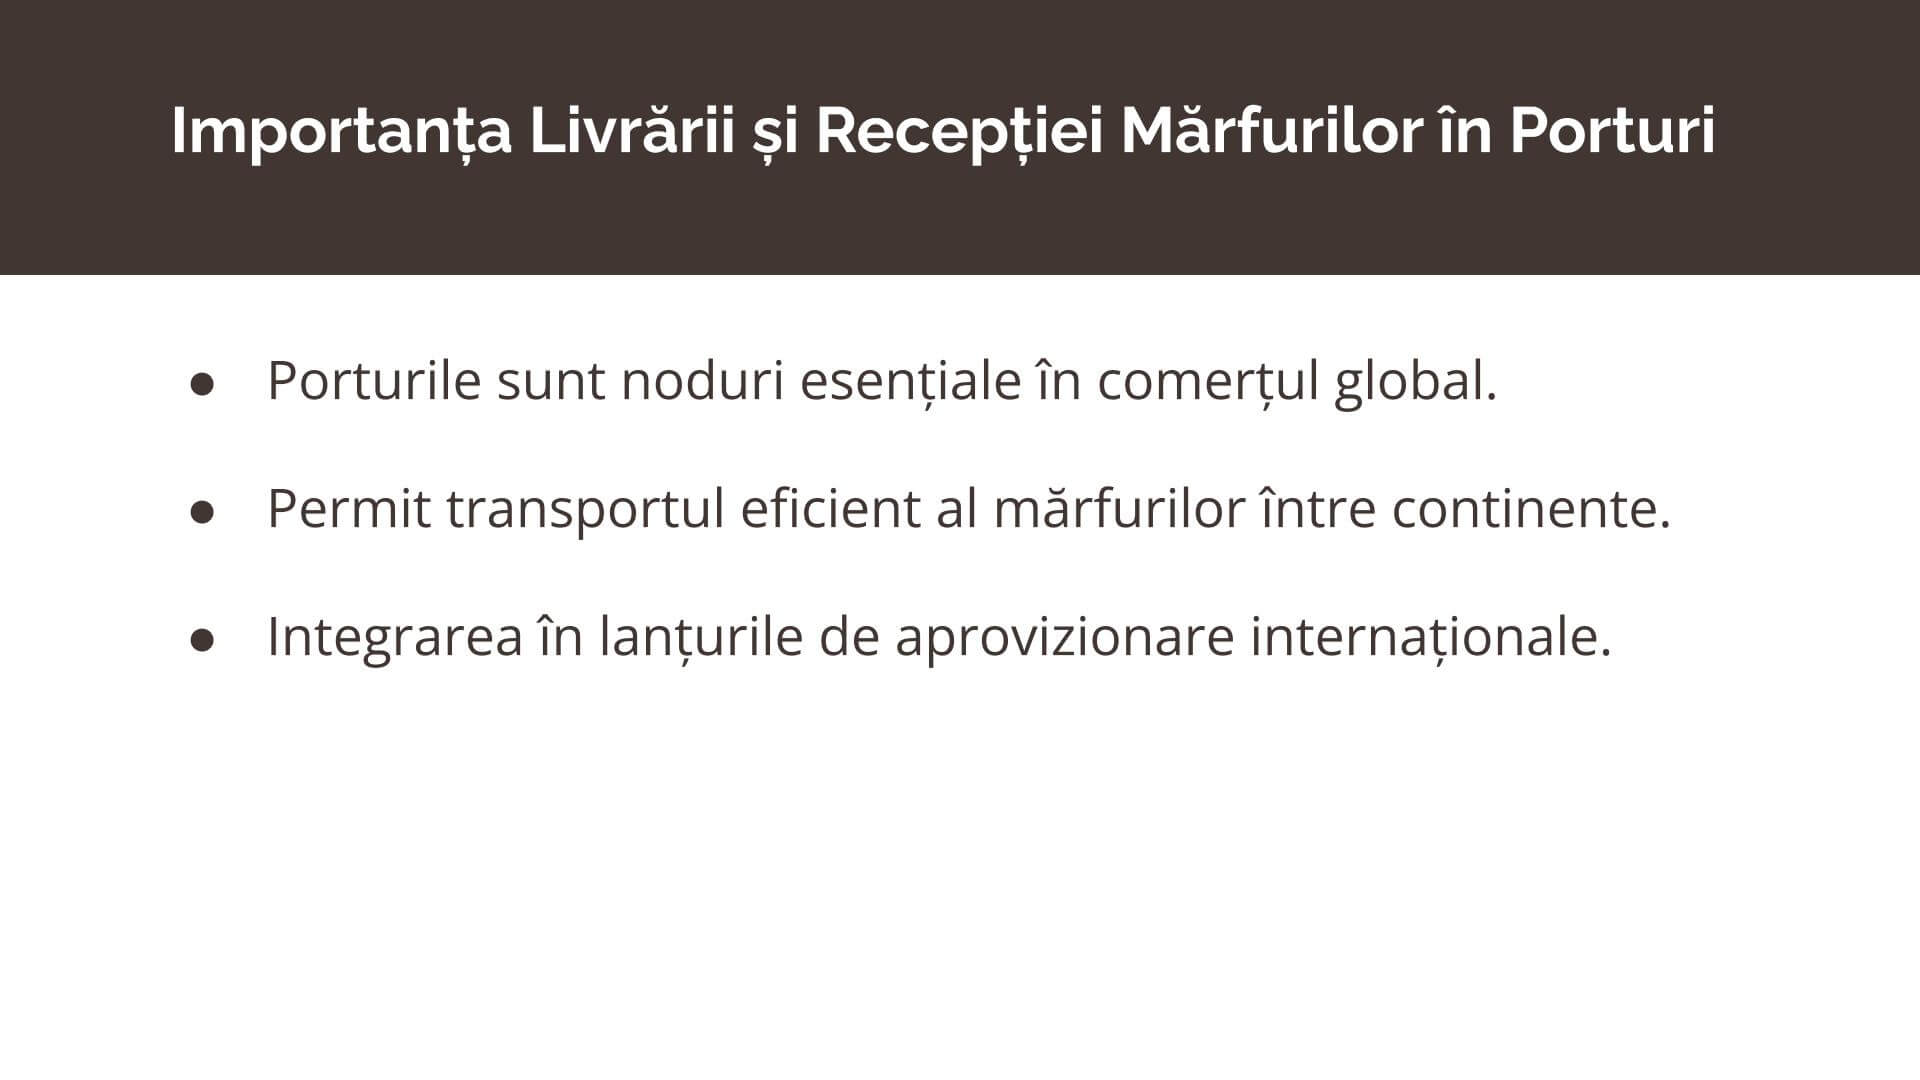 Importanța Livrării și Recepției Mărfurilor în Porturi
● Porturile sunt noduri esențiale în comerțul global.
● Permit transportul eficient al mărfurilor între continente.
● Integrarea în lanțurile de aprovizionare internaționale.